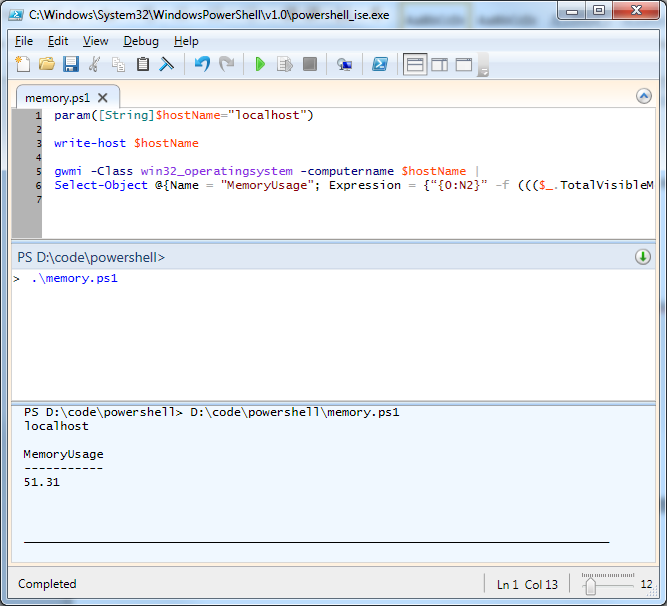 C:\Windows\System32\WindowsPowerShell\v1.0\powershell_ise.exe
File Edit View Debug Help
memory.ps1
1 param([String]$hostName="localhost")
2
3 write-host $hostName
4
5 gwmi -Class win32_operatingsystem -computername $hostName |
6 Select-Object @{Name = "MemoryUsage"; Expression = {“{0:N2}” -f ((($_.TotalVisibleM
7
PS D:\code\powershell>
> .\memory.ps1
PS D:\code\powershell> D:\code\powershell\memory.ps1
localhost
MemoryUsage
-----------
51.31
Completed Ln 1 Col 13 12